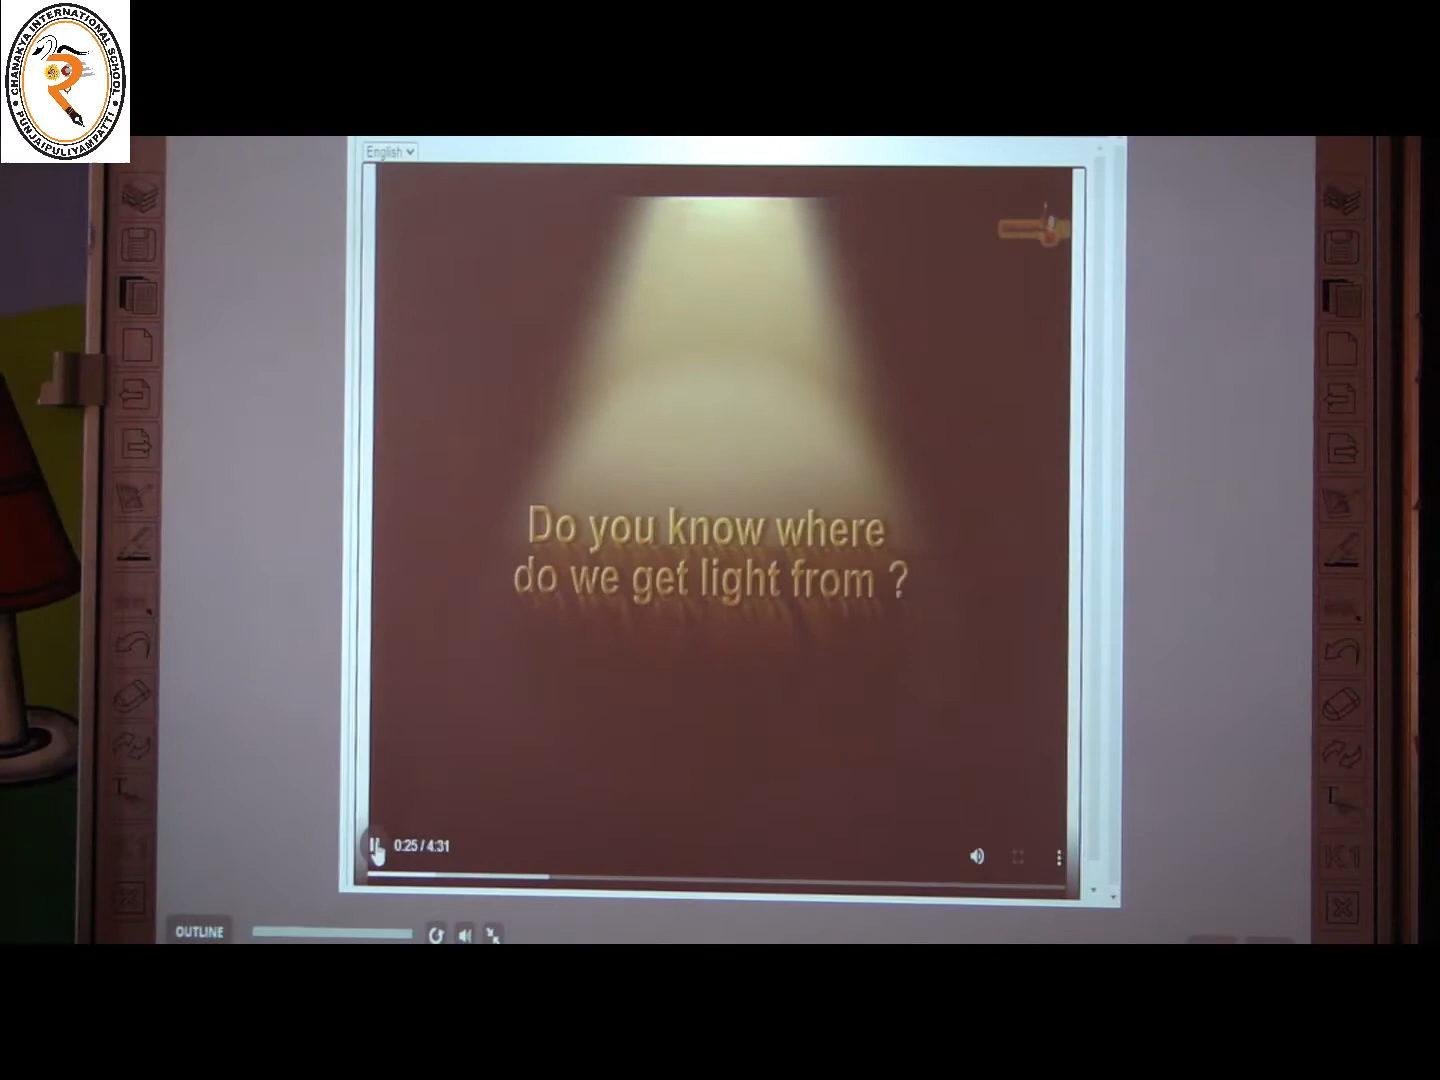 CHANAKYA INTERNATIONAL SCHOOL
• PUNJAIPULIYAMPATTI •
English
Do you know where
do we get light from ?
0:25 / 4:31
OUTLINE
T
T
K1